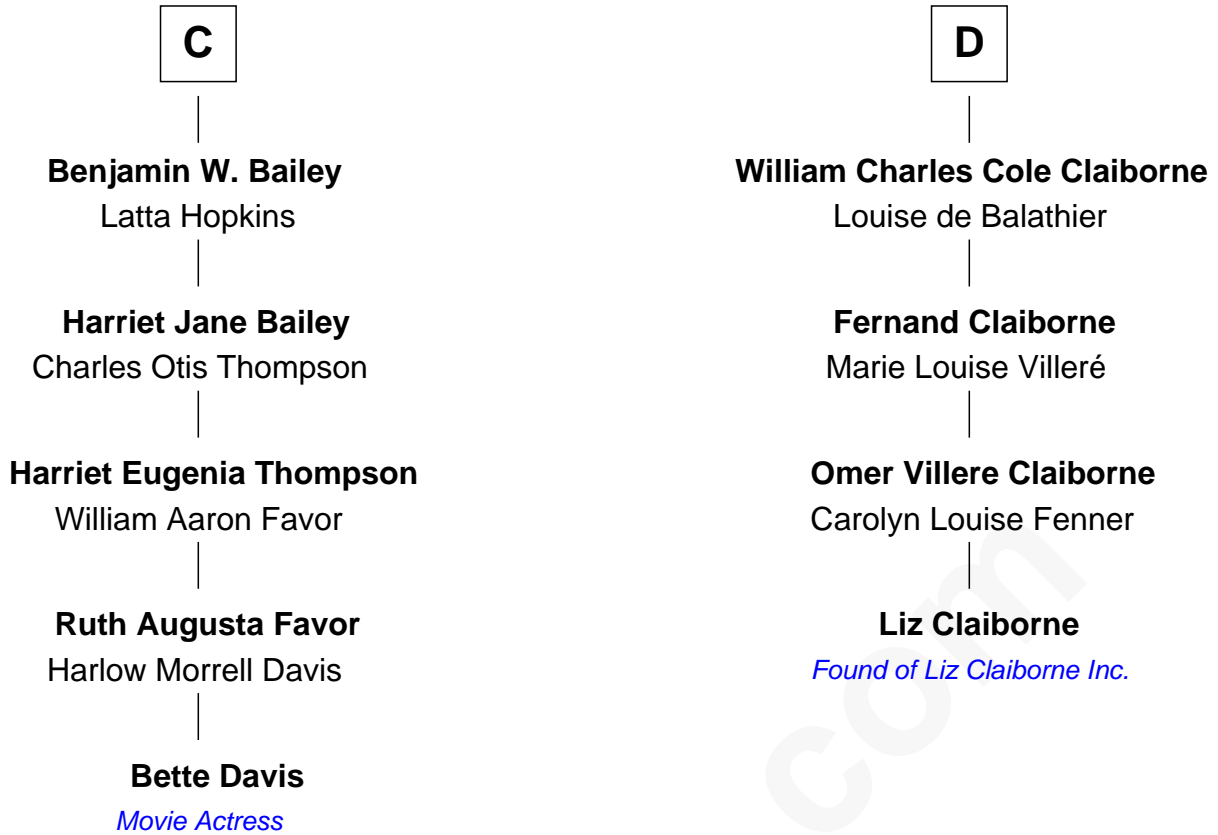 C
Benjamin W. Bailey
Latta Hopkins
Harriet Jane Bailey
Charles Otis Thompson
Harriet Eugenia Thompson
William Aaron Favor
Ruth Augusta Favor
Harlow Morrell Davis
Bette Davis
Movie Actress
D
William Charles Cole Claiborne
Louise de Balathier
Fernand Claiborne
Marie Louise Villeré
Omer Villere Claiborne
Carolyn Louise Fenner
Liz Claiborne
Found of Liz Claiborne Inc.
com